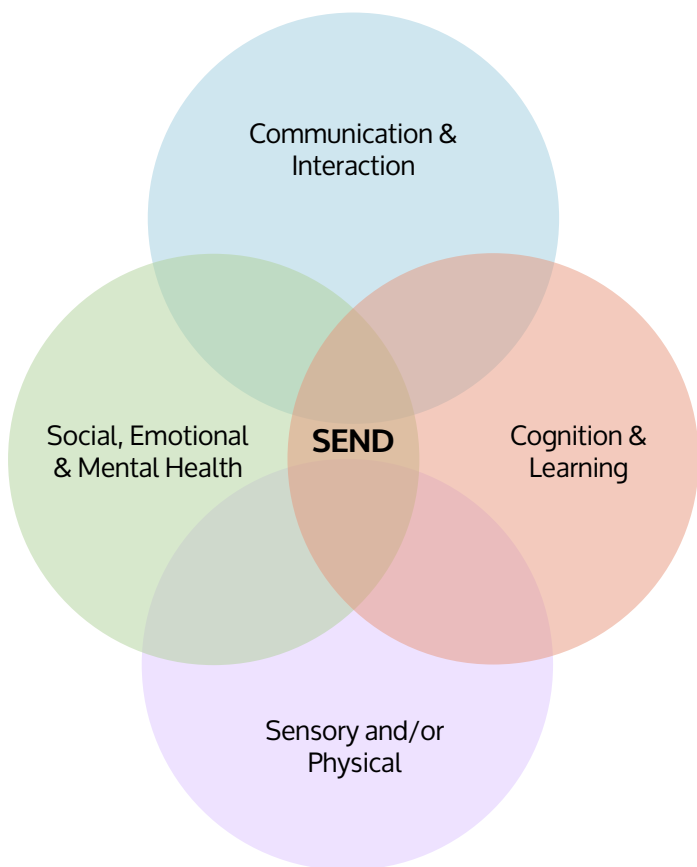 Communication &
Interaction
Social, Emotional
& Mental Health
SEND
Cognition &
Learning
Sensory and/or
Physical